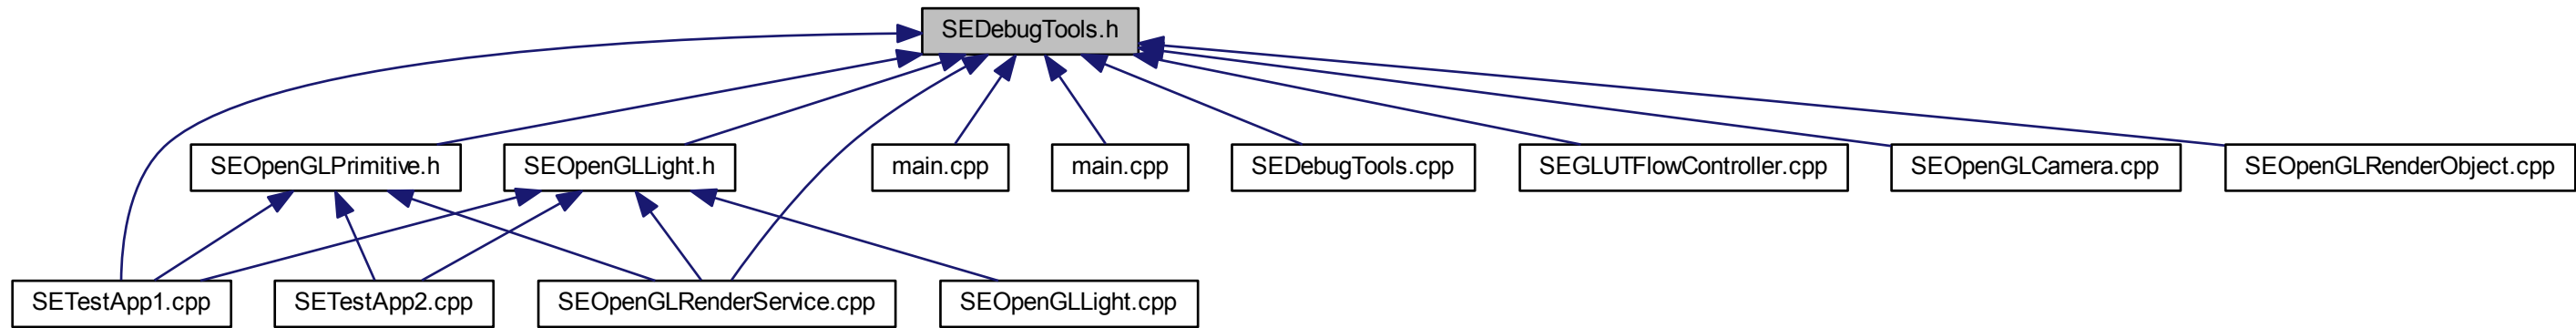 SEDebugTools.h
SEOpenGLPrimitive.h
SEOpenGLLight.h
main.cpp
main.cpp
SEDebugTools.cpp
SEGLUTFlowController.cpp
SEOpenGLCamera.cpp
SEOpenGLRenderObject.cpp
SETestApp1.cpp
SETestApp2.cpp
SEOpenGLRenderService.cpp
SEOpenGLLight.cpp